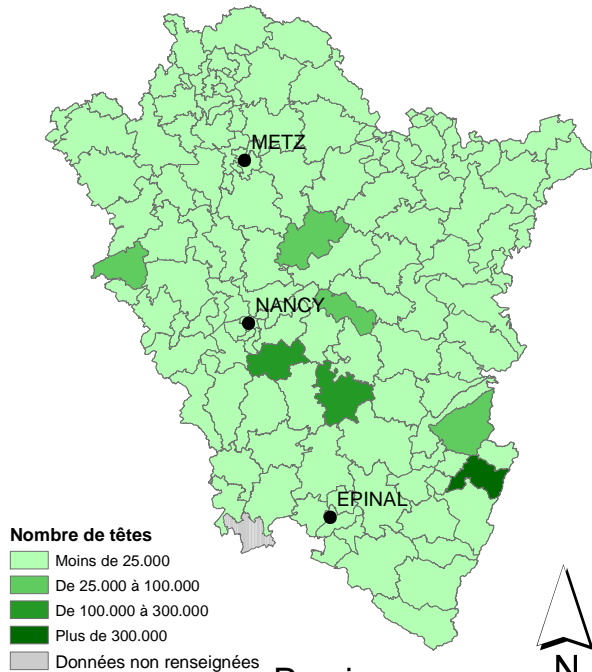 METZ
NANCY
EPINAL
Nombre de têtes
Moins de 25.000
De 25.000 à 100.000
De 100.000 à 300.000
Plus de 300.000
Données non renseignées
N